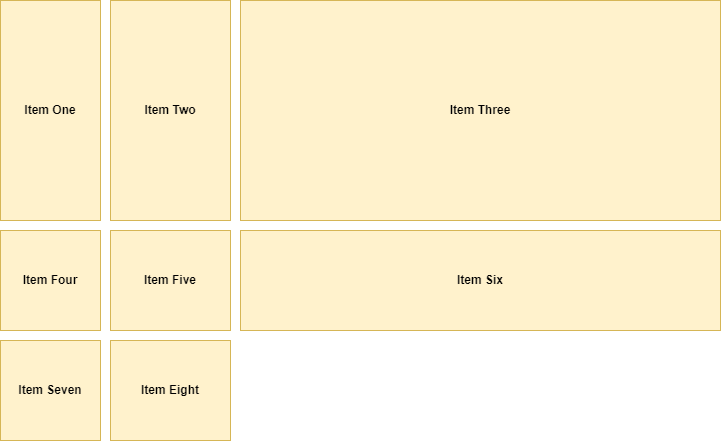 Item One
Item Two
Item Three
Item Four
Item Five
Item Six
Item Seven
Item Eight